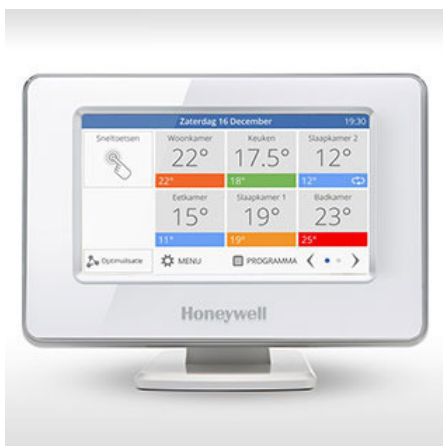 Zaterdag 16 December 19:30
Sneltoetsen Woonkamer Keuken Slaapkamer 2
22° 17.5° 12°
22° 18° 12°
Eetkamer Slaapkamer 1 Badkamer
15° 19° 23°
11° 19° 25°
Optimalisatie MENU PROGRAMMA
Honeywell